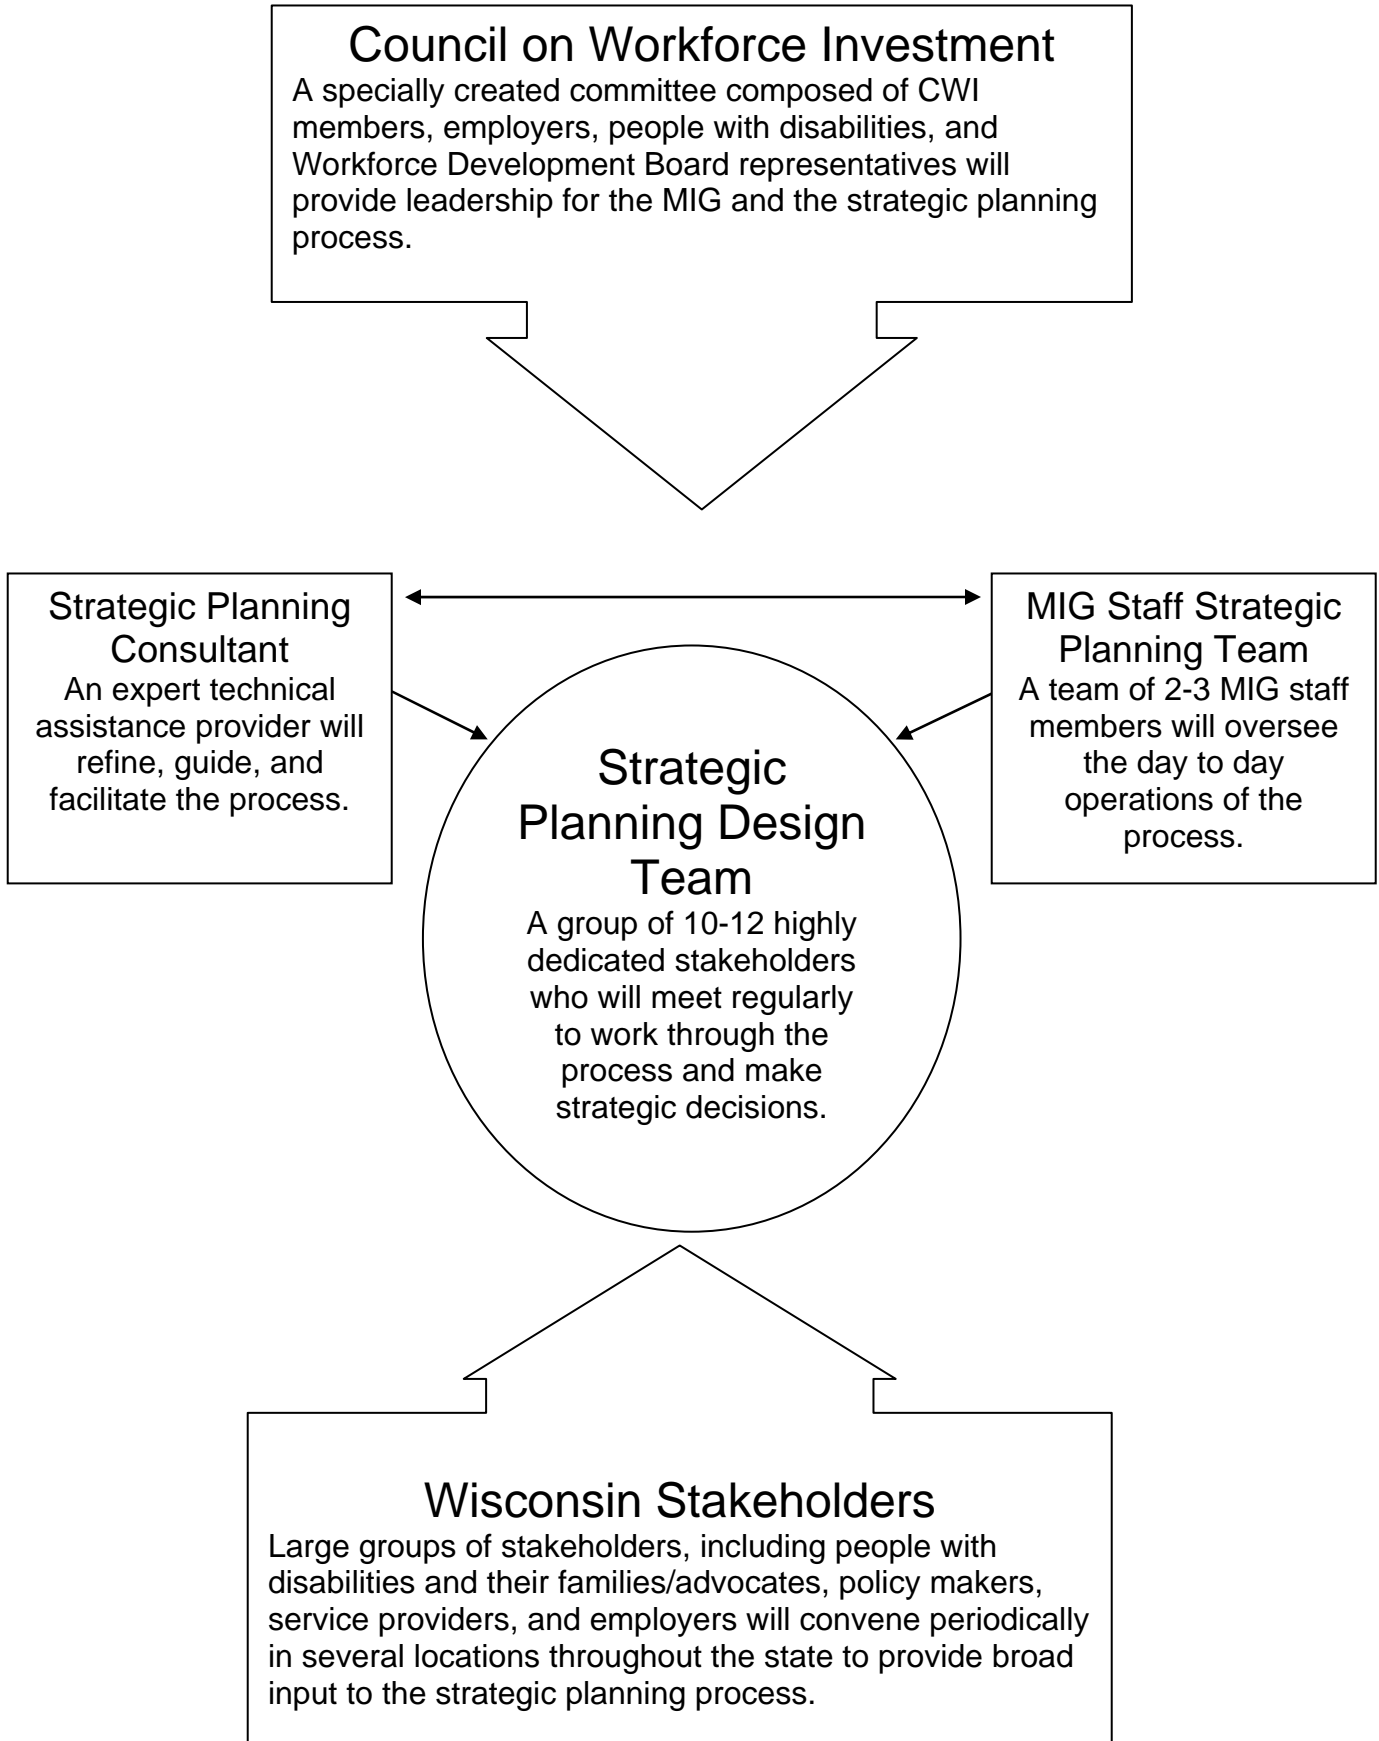 Council on Workforce Investment
A specially created committee composed of CWI
members, employers, people with disabilities, and
Workforce Development Board representatives will
provide leadership for the MIG and the strategic planning
process.
Strategic Planning
Consultant
An expert technical
assistance provider will
refine, guide, and
facilitate the process.
MIG Staff Strategic
Planning Team
A team of 2-3 MIG staff
members will oversee
the day to day
operations of the
process.
Strategic
Planning Design
Team
A group of 10-12 highly
dedicated stakeholders
who will meet regularly
to work through the
process and make
strategic decisions.
Wisconsin Stakeholders
Large groups of stakeholders, including people with
disabilities and their families/advocates, policy makers,
service providers, and employers will convene periodically
in several locations throughout the state to provide broad
input to the strategic planning process.